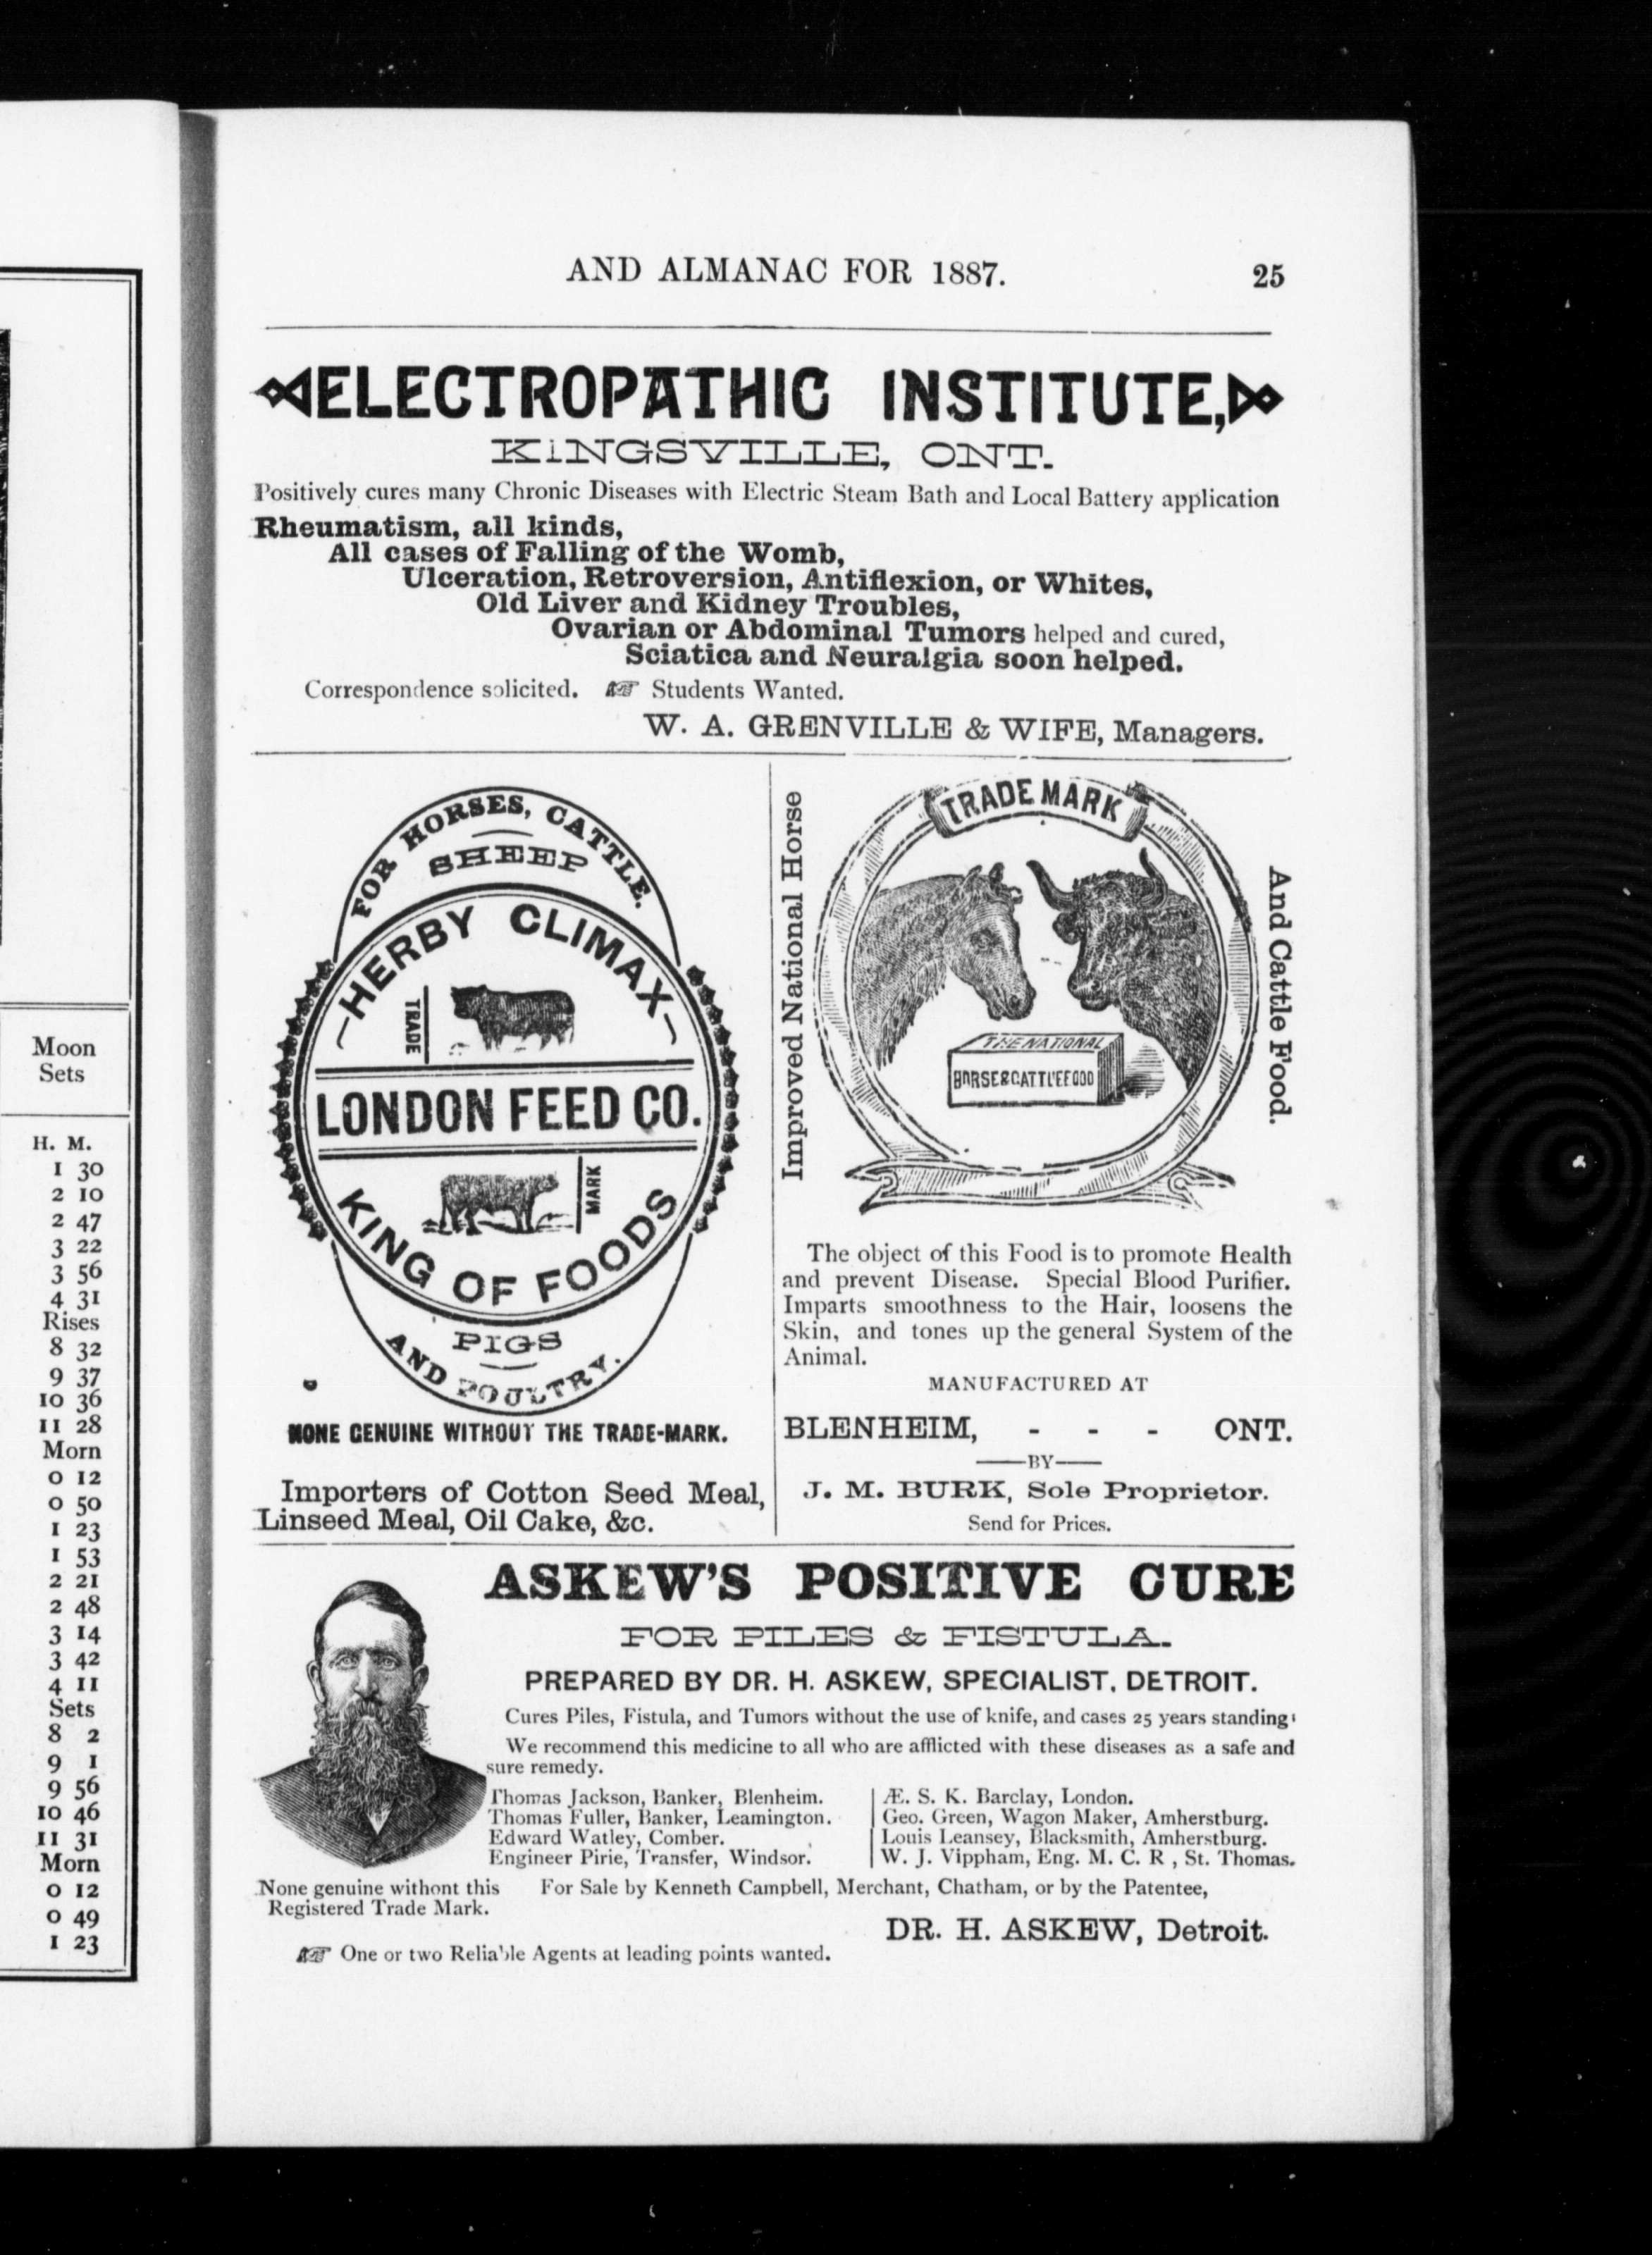 Moon
Sets
H. M.
1 30
2 10
2 47
3 22
3 56
4 31
Rises
8 32
9 37
10 36
11 28
Morn
0 12
0 50
1 23
1 53
2 21
2 48
3 14
3 42
4 11
Sets
8 2
9 1
9 56
10 46
11 31
Morn
0 12
0 49
1 23
AND ALMANAC FOR 1887. 25
ELECTROPATHIC INSTITUTE,
KINGSVILLE, ONT.
Positively cures many Chronic Diseases with Electric Steam Bath and Local Battery application
Rheumatism, all kinds,
All cases of Falling of the Womb,
Ulceration, Retroversion, Antiflexion, or Whites,
Old Liver and Kidney Troubles,
Ovarian or Abdominal Tumors helped and cured,
Sciatica and Neuralgia soon helped.
Correspondence solicited. ☞ Students Wanted.
W. A. GRENVILLE & WIFE, Managers.
FOR HORSES, CATTLE.
SHEEP
HERBY CLIMAX
TRADE
LONDON FEED CO.
MARK
KING OF FOODS
PIGS
AND POULTRY.
NONE GENUINE WITHOUT THE TRADE-MARK.
Importers of Cotton Seed Meal,
Linseed Meal, Oil Cake, &c.
Improved National Horse
TRADE MARK
THE NATIONAL
HORSE & CATTLE FOOD
And Cattle Food.
The object of this Food is to promote Health
and prevent Disease. Special Blood Purifier.
Imparts smoothness to the Hair, loosens the
Skin, and tones up the general System of the
Animal.
MANUFACTURED AT
BLENHEIM, - - - ONT.
BY
J. M. BURK, Sole Proprietor.
Send for Prices.
ASKEW'S POSITIVE CURE
FOR PILES & FISTULA.
PREPARED BY DR. H. ASKEW, SPECIALIST, DETROIT.
Cures Piles, Fistula, and Tumors without the use of knife, and cases 25 years standing.
We recommend this medicine to all who are afflicted with these diseases as a safe and
sure remedy.
Thomas Jackson, Banker, Blenheim.
Thomas Fuller, Banker, Leamington.
Edward Watley, Comber.
Engineer Pirie, Transfer, Windsor.
Æ. S. K. Barclay, London.
Geo. Green, Wagon Maker, Amherstburg.
Louis Leansey, Blacksmith, Amherstburg.
W. J. Vippham, Eng. M. C. R , St. Thomas.
None genuine withont this
Registered Trade Mark.
For Sale by Kenneth Campbell, Merchant, Chatham, or by the Patentee,
DR. H. ASKEW, Detroit.
☞ One or two Reliable Agents at leading points wanted.